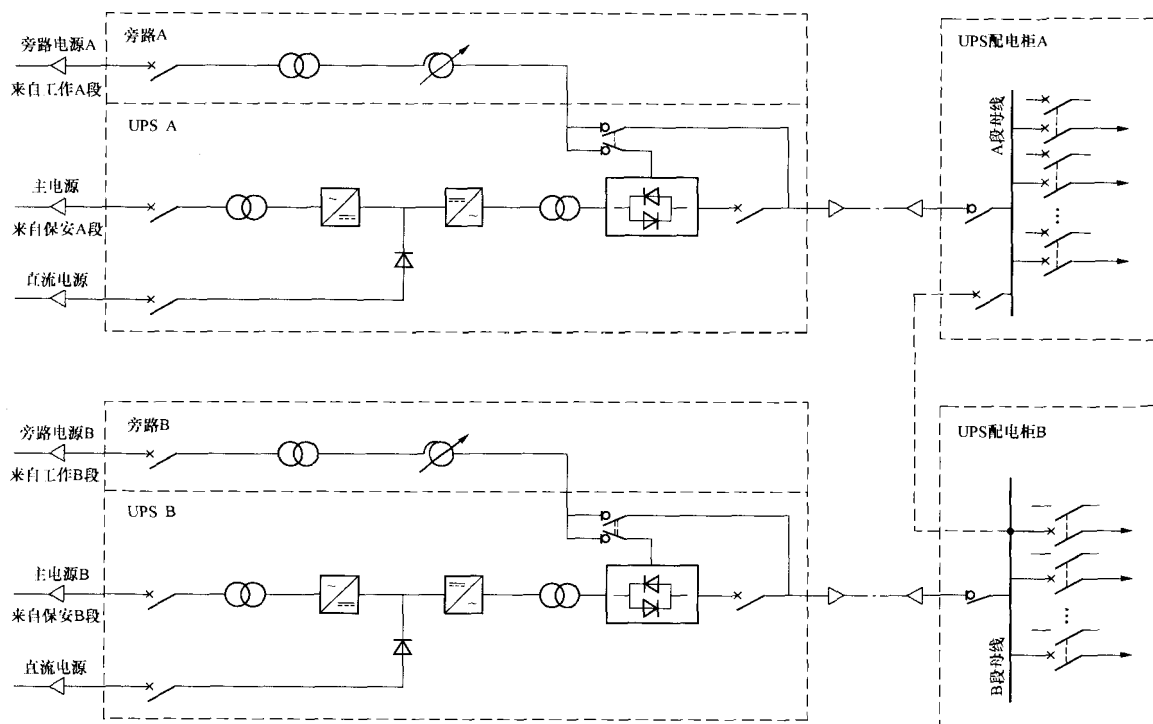 旁路电源A
来自工作A段
旁路A
UPS A
主电源
来自保安A段
直流电源
UPS配电柜A
A段母线
旁路电源B
来自工作B段
旁路B
UPS B
主电源B
来自保安B段
直流电源
UPS配电柜B
B段母线